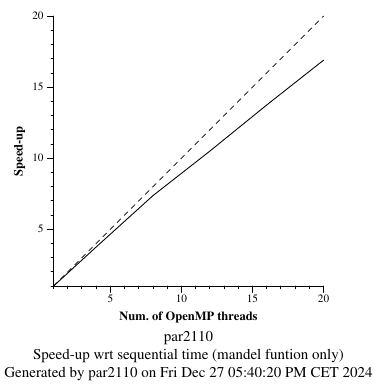 20
15
10
5
Speed-up
5
10
15
20
Num. of OpenMP threads
par2110
Speed-up wrt sequential time (mandel funtion only)
Generated by par2110 on Fri Dec 27 05:40:20 PM CET 2024